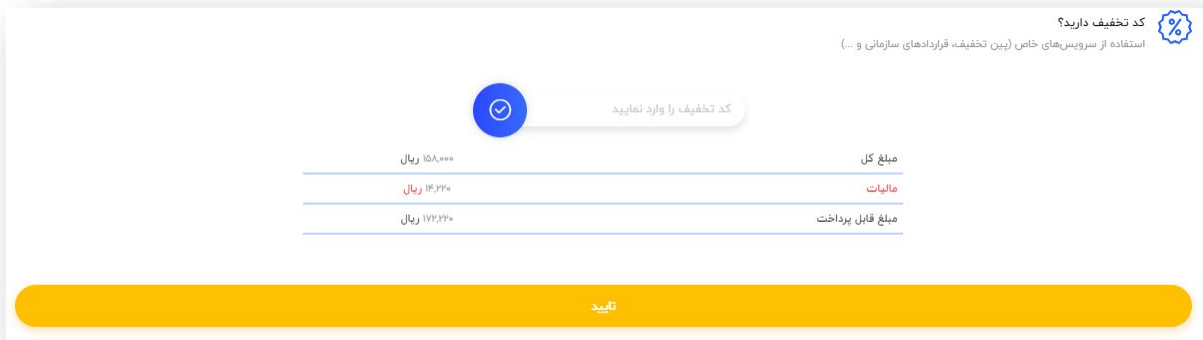 کد تخفیف دارید؟
استفاده از سرویس‌های خاص (پین تخفیف، قراردادهای سازمانی و ...)
کد تخفیف را وارد نمایید
مبلغ کل ۱۵۸,۰۰۰ ریال
مالیات ۱۴,۲۲۰ ریال
مبلغ قابل پرداخت ۱۷۲,۲۲۰ ریال
تایید